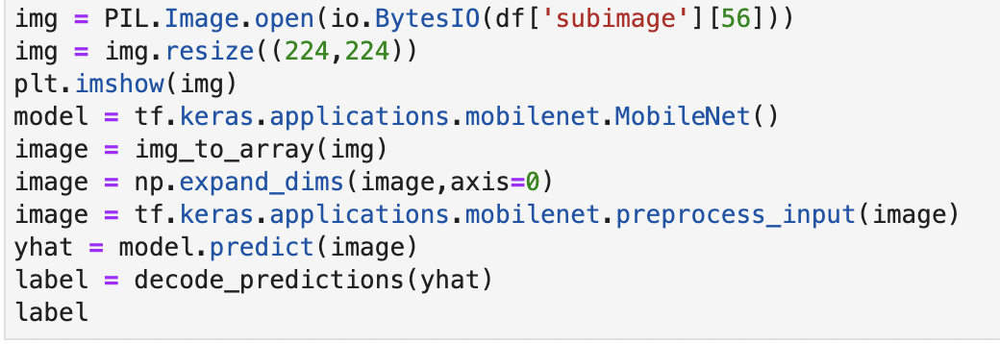 img = PIL.Image.open(io.BytesIO(df['subimage'][56]))
img = img.resize((224,224))
plt.imshow(img)
model = tf.keras.applications.mobilenet.MobileNet()
image = img_to_array(img)
image = np.expand_dims(image,axis=0)
image = tf.keras.applications.mobilenet.preprocess_input(image)
yhat = model.predict(image)
label = decode_predictions(yhat)
label